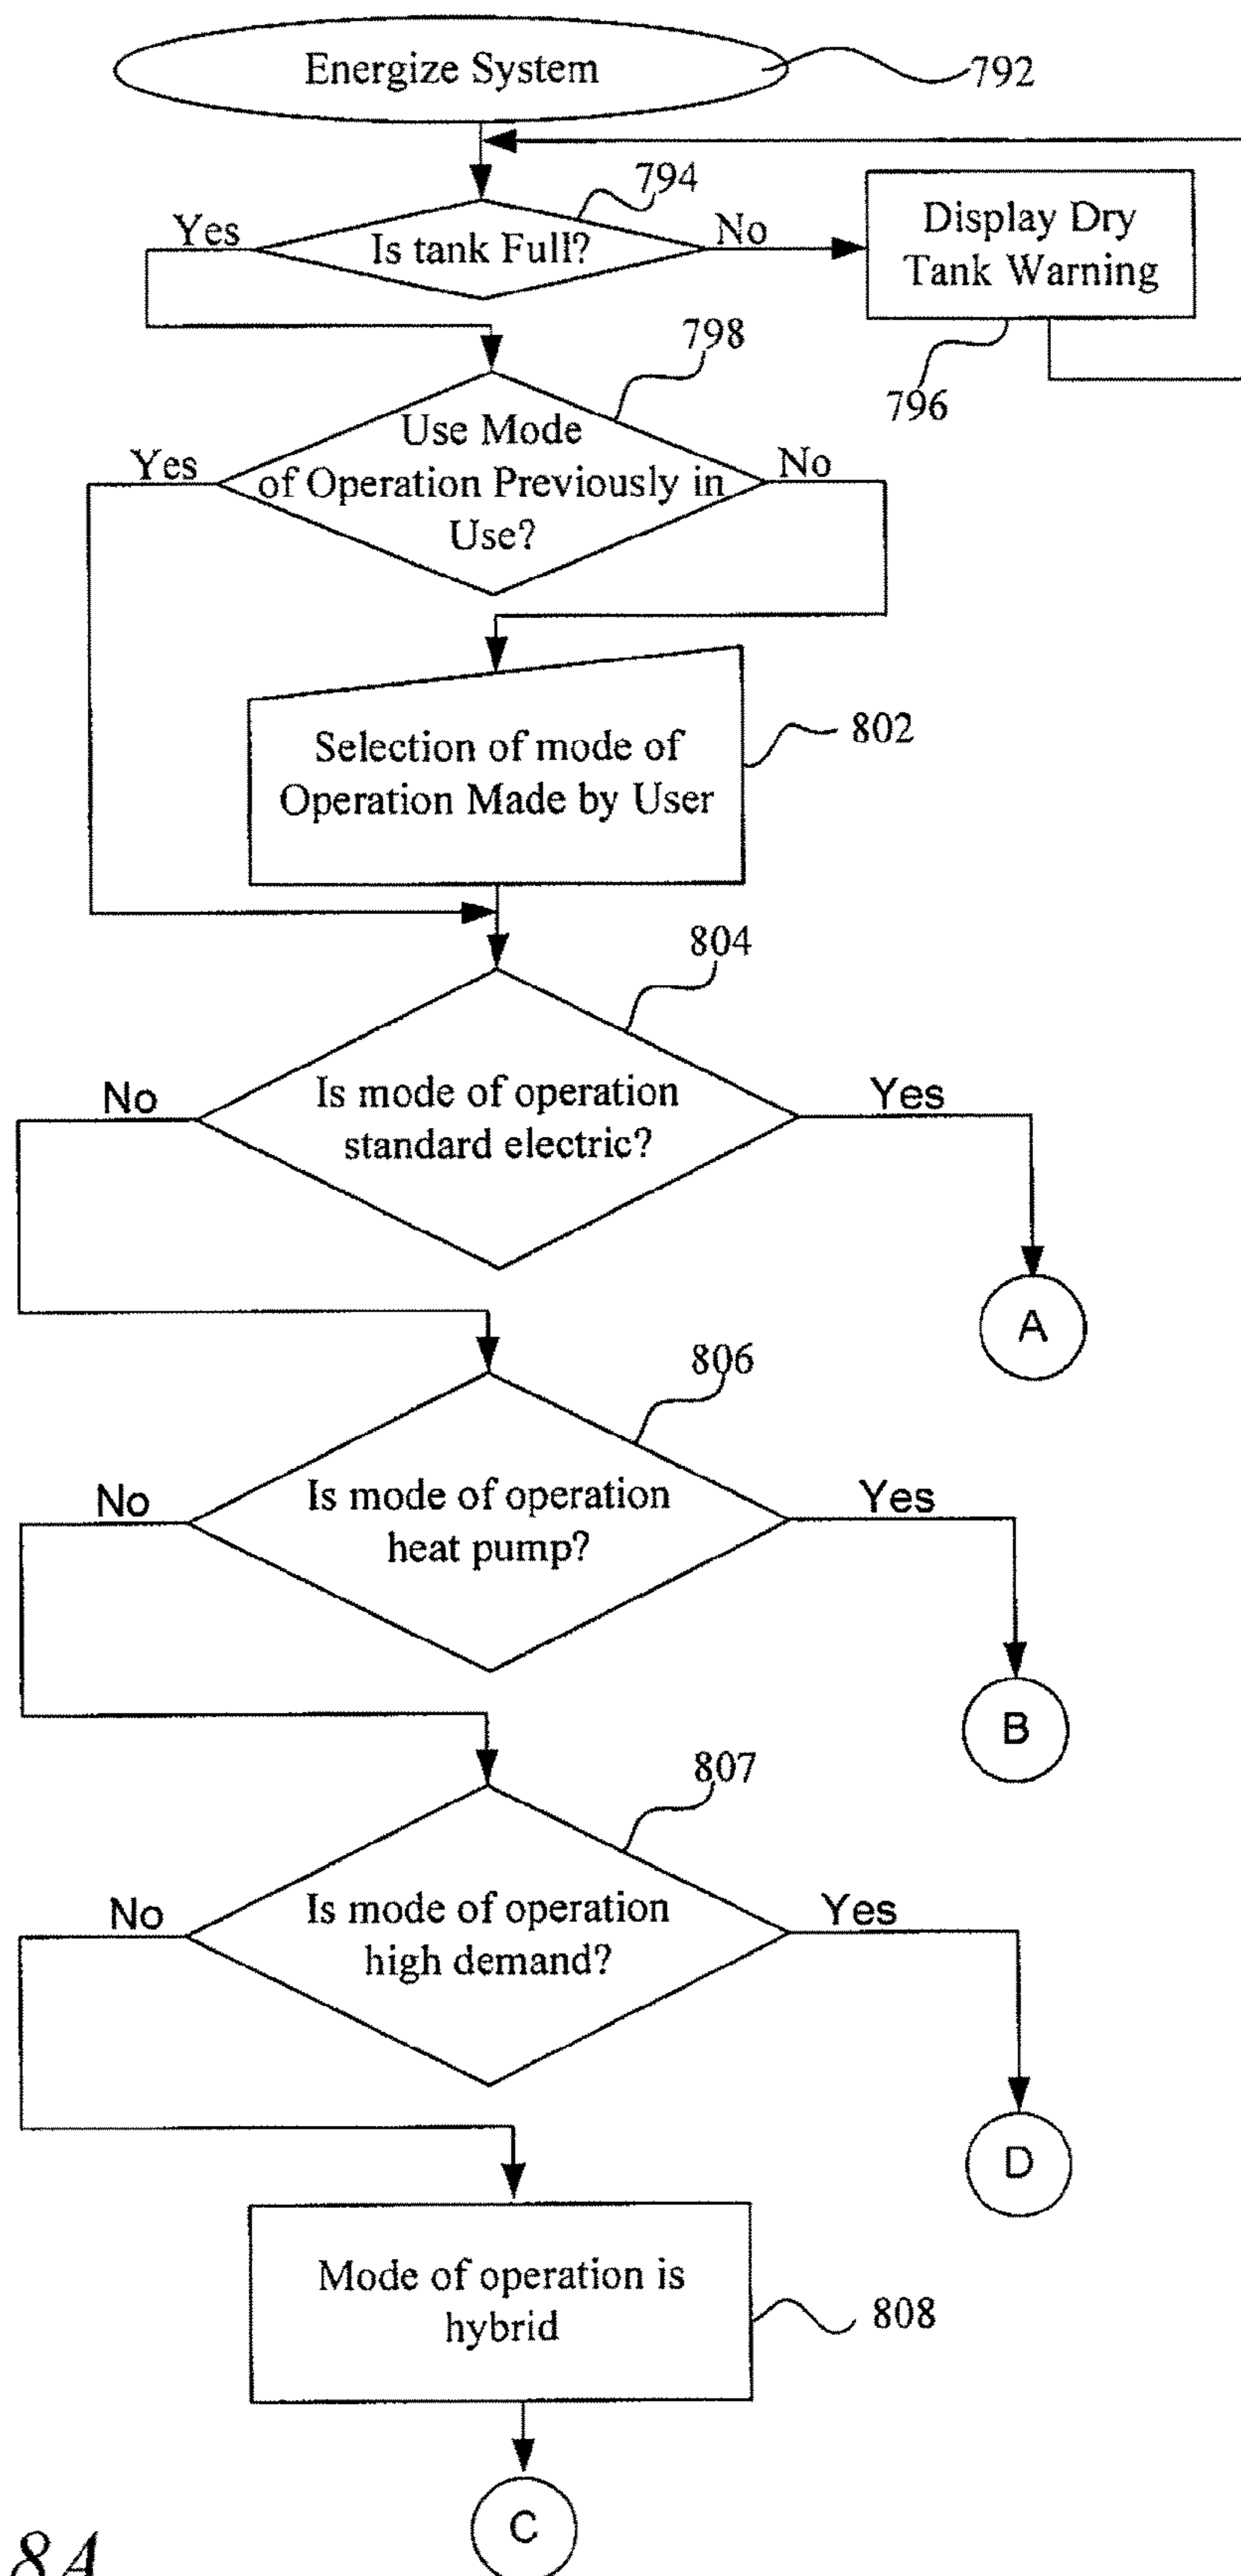 Energize System
792
794
Yes
Is tank Full?
No
Display Dry
Tank Warning
796
798
Use Mode
of Operation Previously in
Use?
Yes
No
Selection of mode of
Operation Made by User
802
804
No
Is mode of operation
standard electric?
Yes
A
806
No
Is mode of operation
heat pump?
Yes
B
807
No
Is mode of operation
high demand?
Yes
D
Mode of operation is
hybrid
808
C
8A